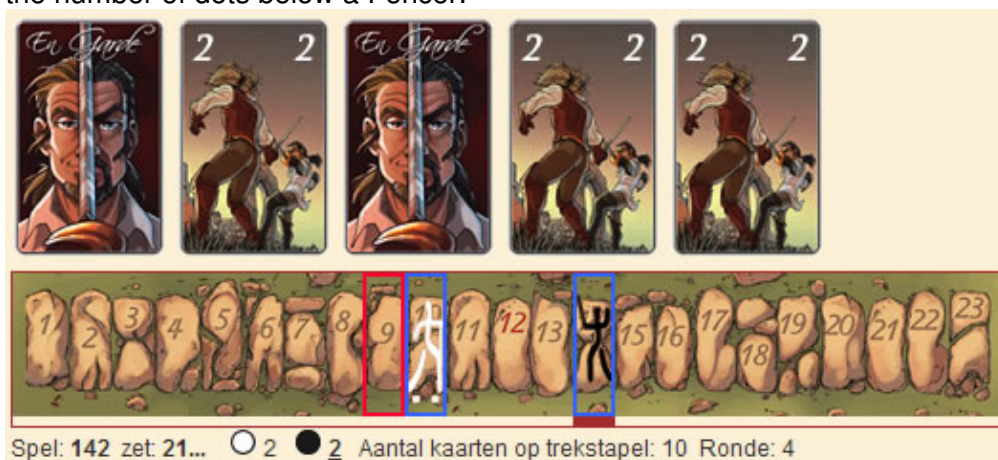 the number of dots below a Fencer.
En Garde 2 2 En Garde 2 2 2 2
1 2 3 4 5 6 7 8 9 10 11 12 13 15 16 17 18 19 20 21 22 23
Spel: 142 zet: 21... 2 2 Aantal kaarten op trekstapel: 10 Ronde: 4